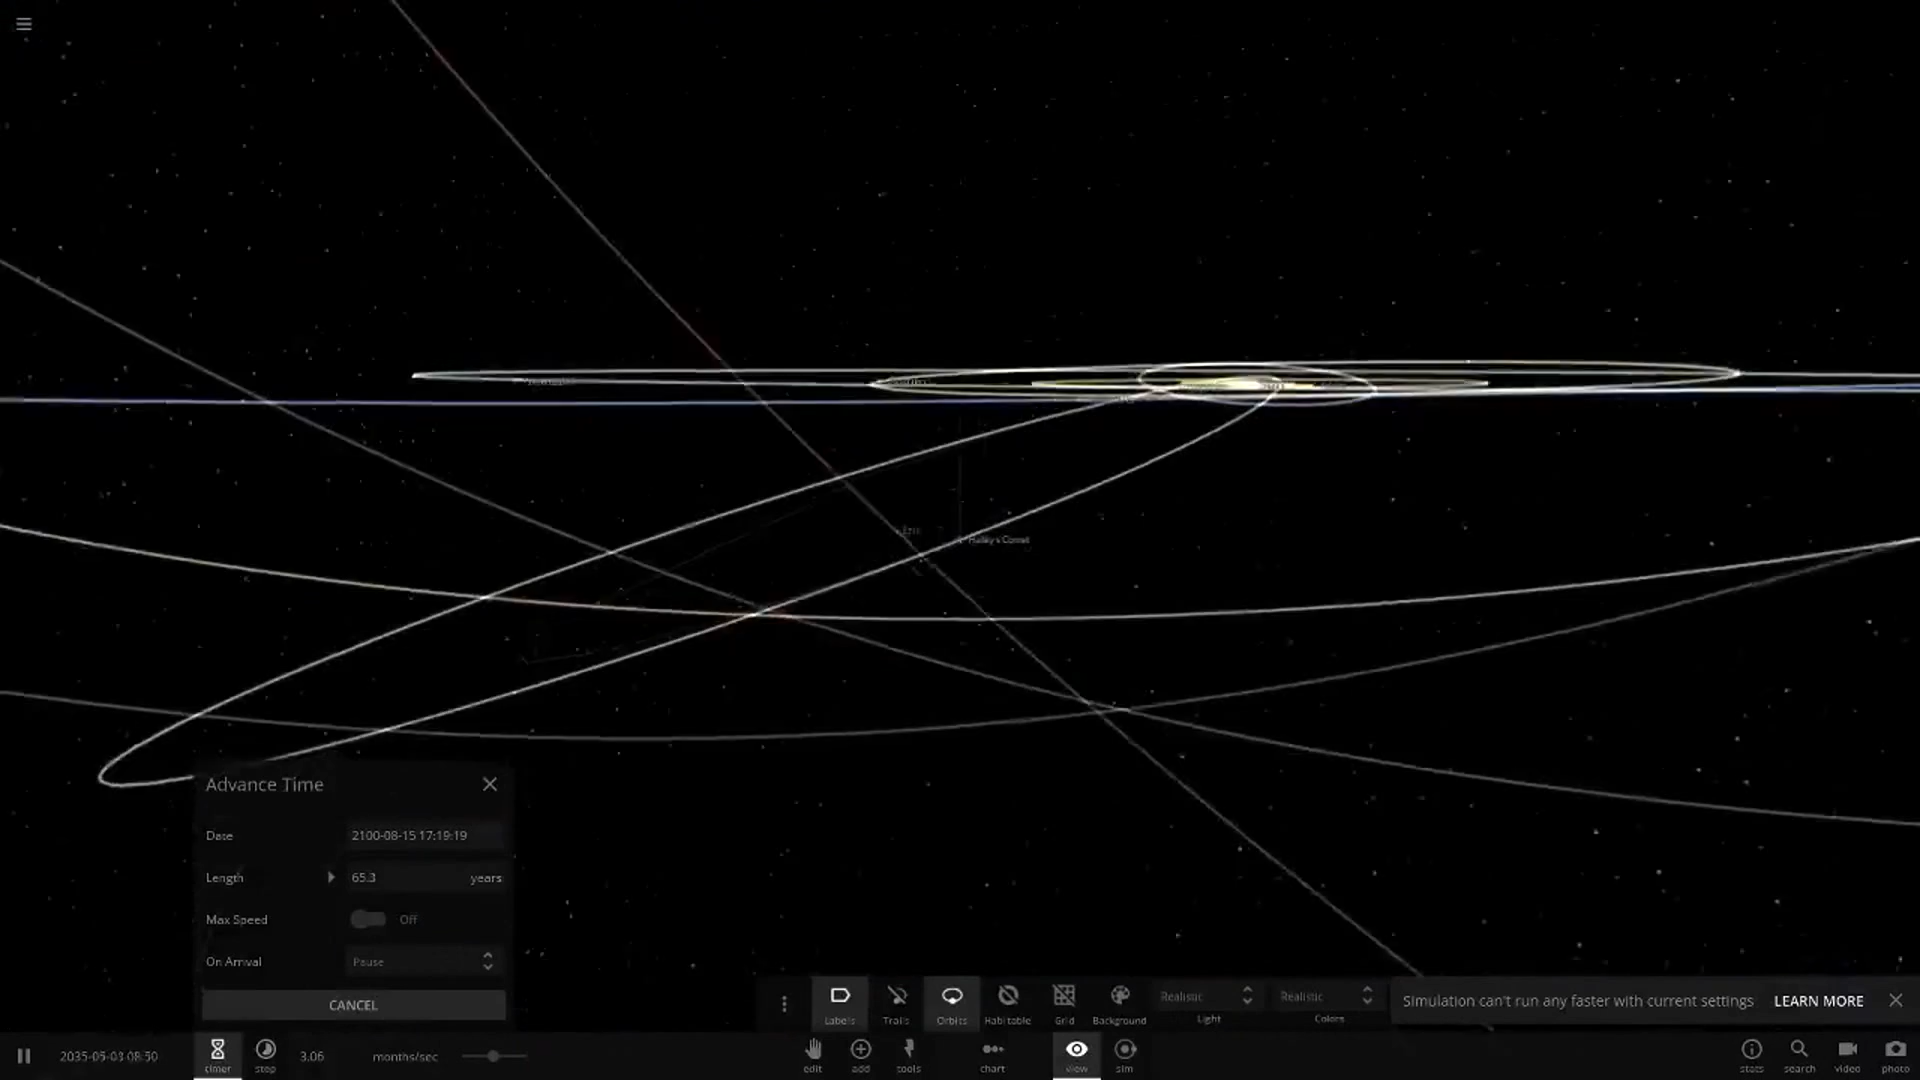 Halley's Comet
Advance Time
Date
2100-08-15 17:19:19
Length
65.3
years
Max Speed
Off
On Arrival
Pause
CANCEL
Labels
Trails
Orbits
Habitable
Grid
Background
Realistic
Light
Realistic
Colors
Simulation can't run any faster with current settings
LEARN MORE
2035-05-03 08:50
timer
step
3.06
months/sec
edit
add
tools
chart
view
sim
stats
search
video
photo